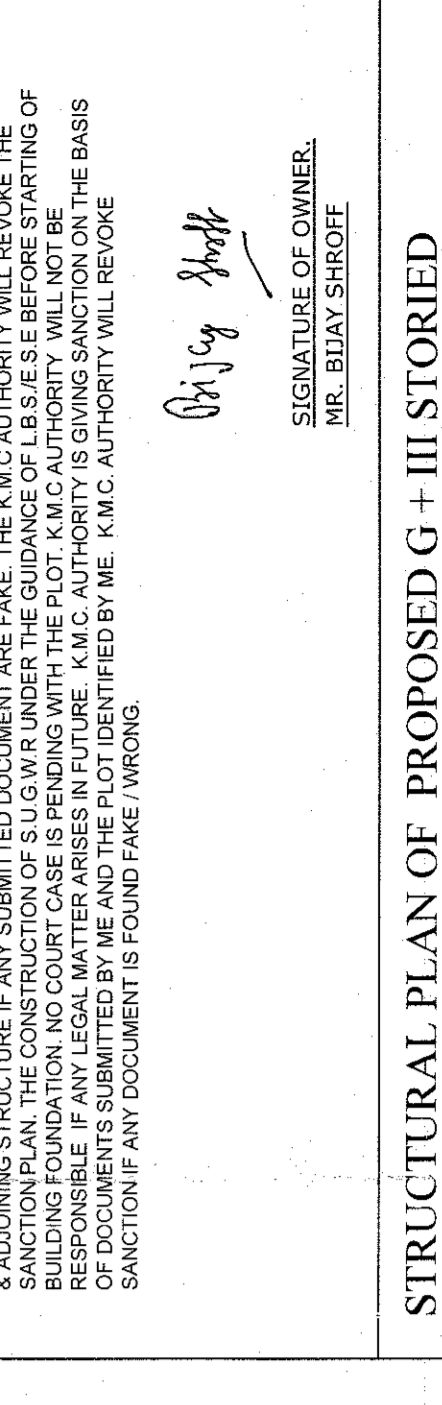 & ADJOINING STRUCTURE IF ANY SUBMITTED DOCUMENT ARE FAKE. THE K.M.C AUTHORITY WILL REVOKE THE
SANCTION PLAN. THE CONSTRUCTION OF S.U.G.W.R UNDER THE GUIDANCE OF L.B.S./E.S.E BEFORE STARTING OF
BUILDING FOUNDATION. NO COURT CASE IS PENDING WITH THE PLOT. K.M.C AUTHORITY WILL NOT BE
RESPONSIBLE IF ANY LEGAL MATTER ARISES IN FUTURE. K.M.C. AUTHORITY IS GIVING SANCTION ON THE BASIS
OF DOCUMENTS SUBMITTED BY ME AND THE PLOT IDENTIFIED BY ME. K.M.C. AUTHORITY WILL REVOKE
SANCTION IF ANY DOCUMENT IS FOUND FAKE / WRONG.
Bijay Shroff
SIGNATURE OF OWNER.
MR. BIJAY SHROFF
STRUCTURAL PLAN OF PROPOSED G + III STORIED